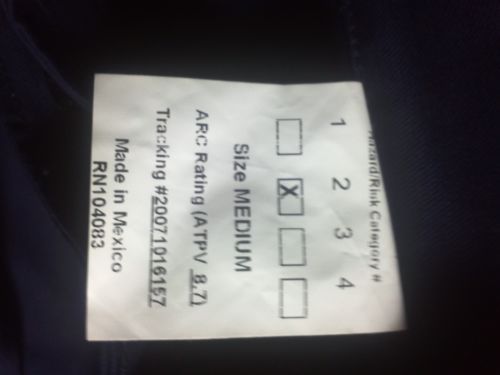 Hazard/Risk Category #
1 2 3 4
X
Size MEDIUM
ARC Rating (ATPV 8.7)
Tracking #20071016157
Made in Mexico
RN104083